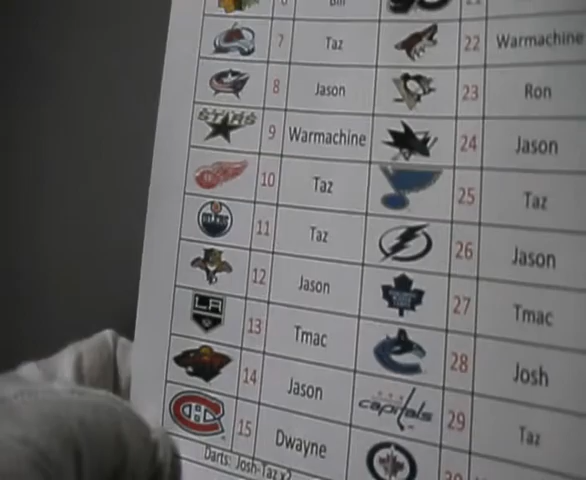 7 Taz 22 Warmachine
8 Jason 23 Ron
STARS 9 Warmachine 24 Jason
10 Taz 25 Taz
OILERS 11 Taz 26 Jason
12 Jason 27 Tmac
LA 13 Tmac 28 Josh
14 Jason capitals 29 Taz
15 Dwayne
Darts: Josh-Taz x2